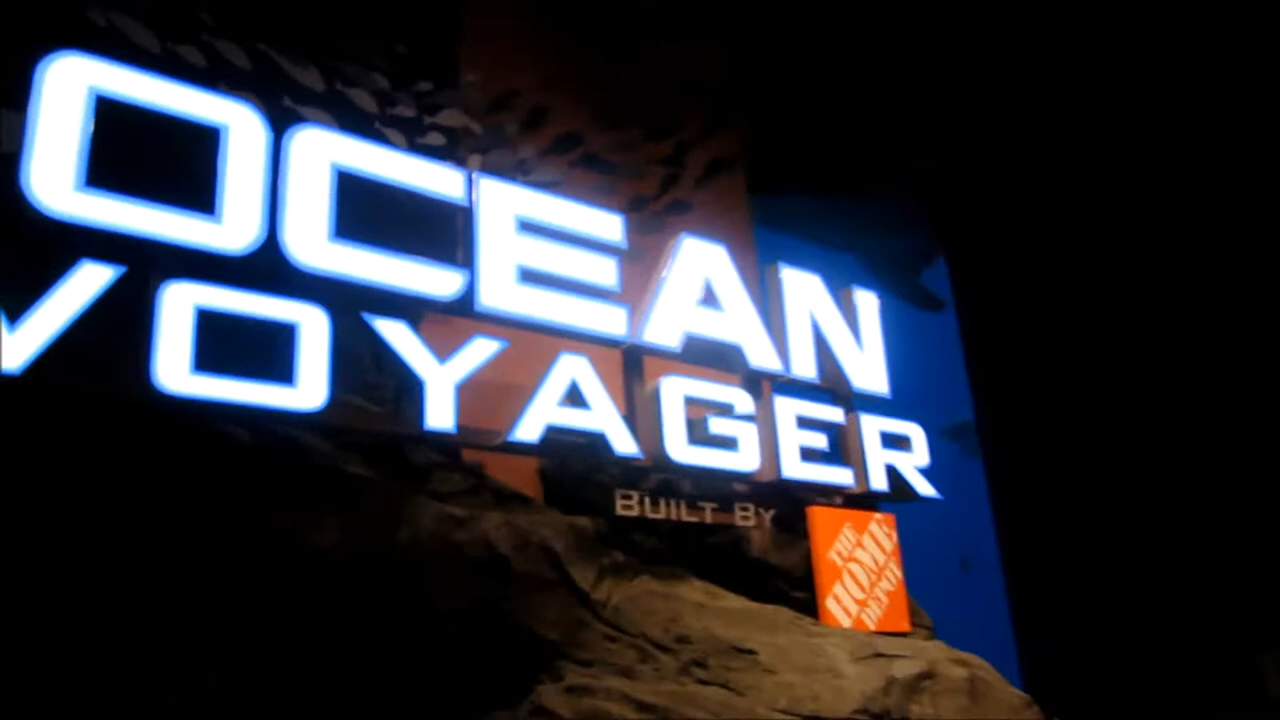 OCEAN
VOYAGER
BUILT BY
THE
HOME
DEPOT